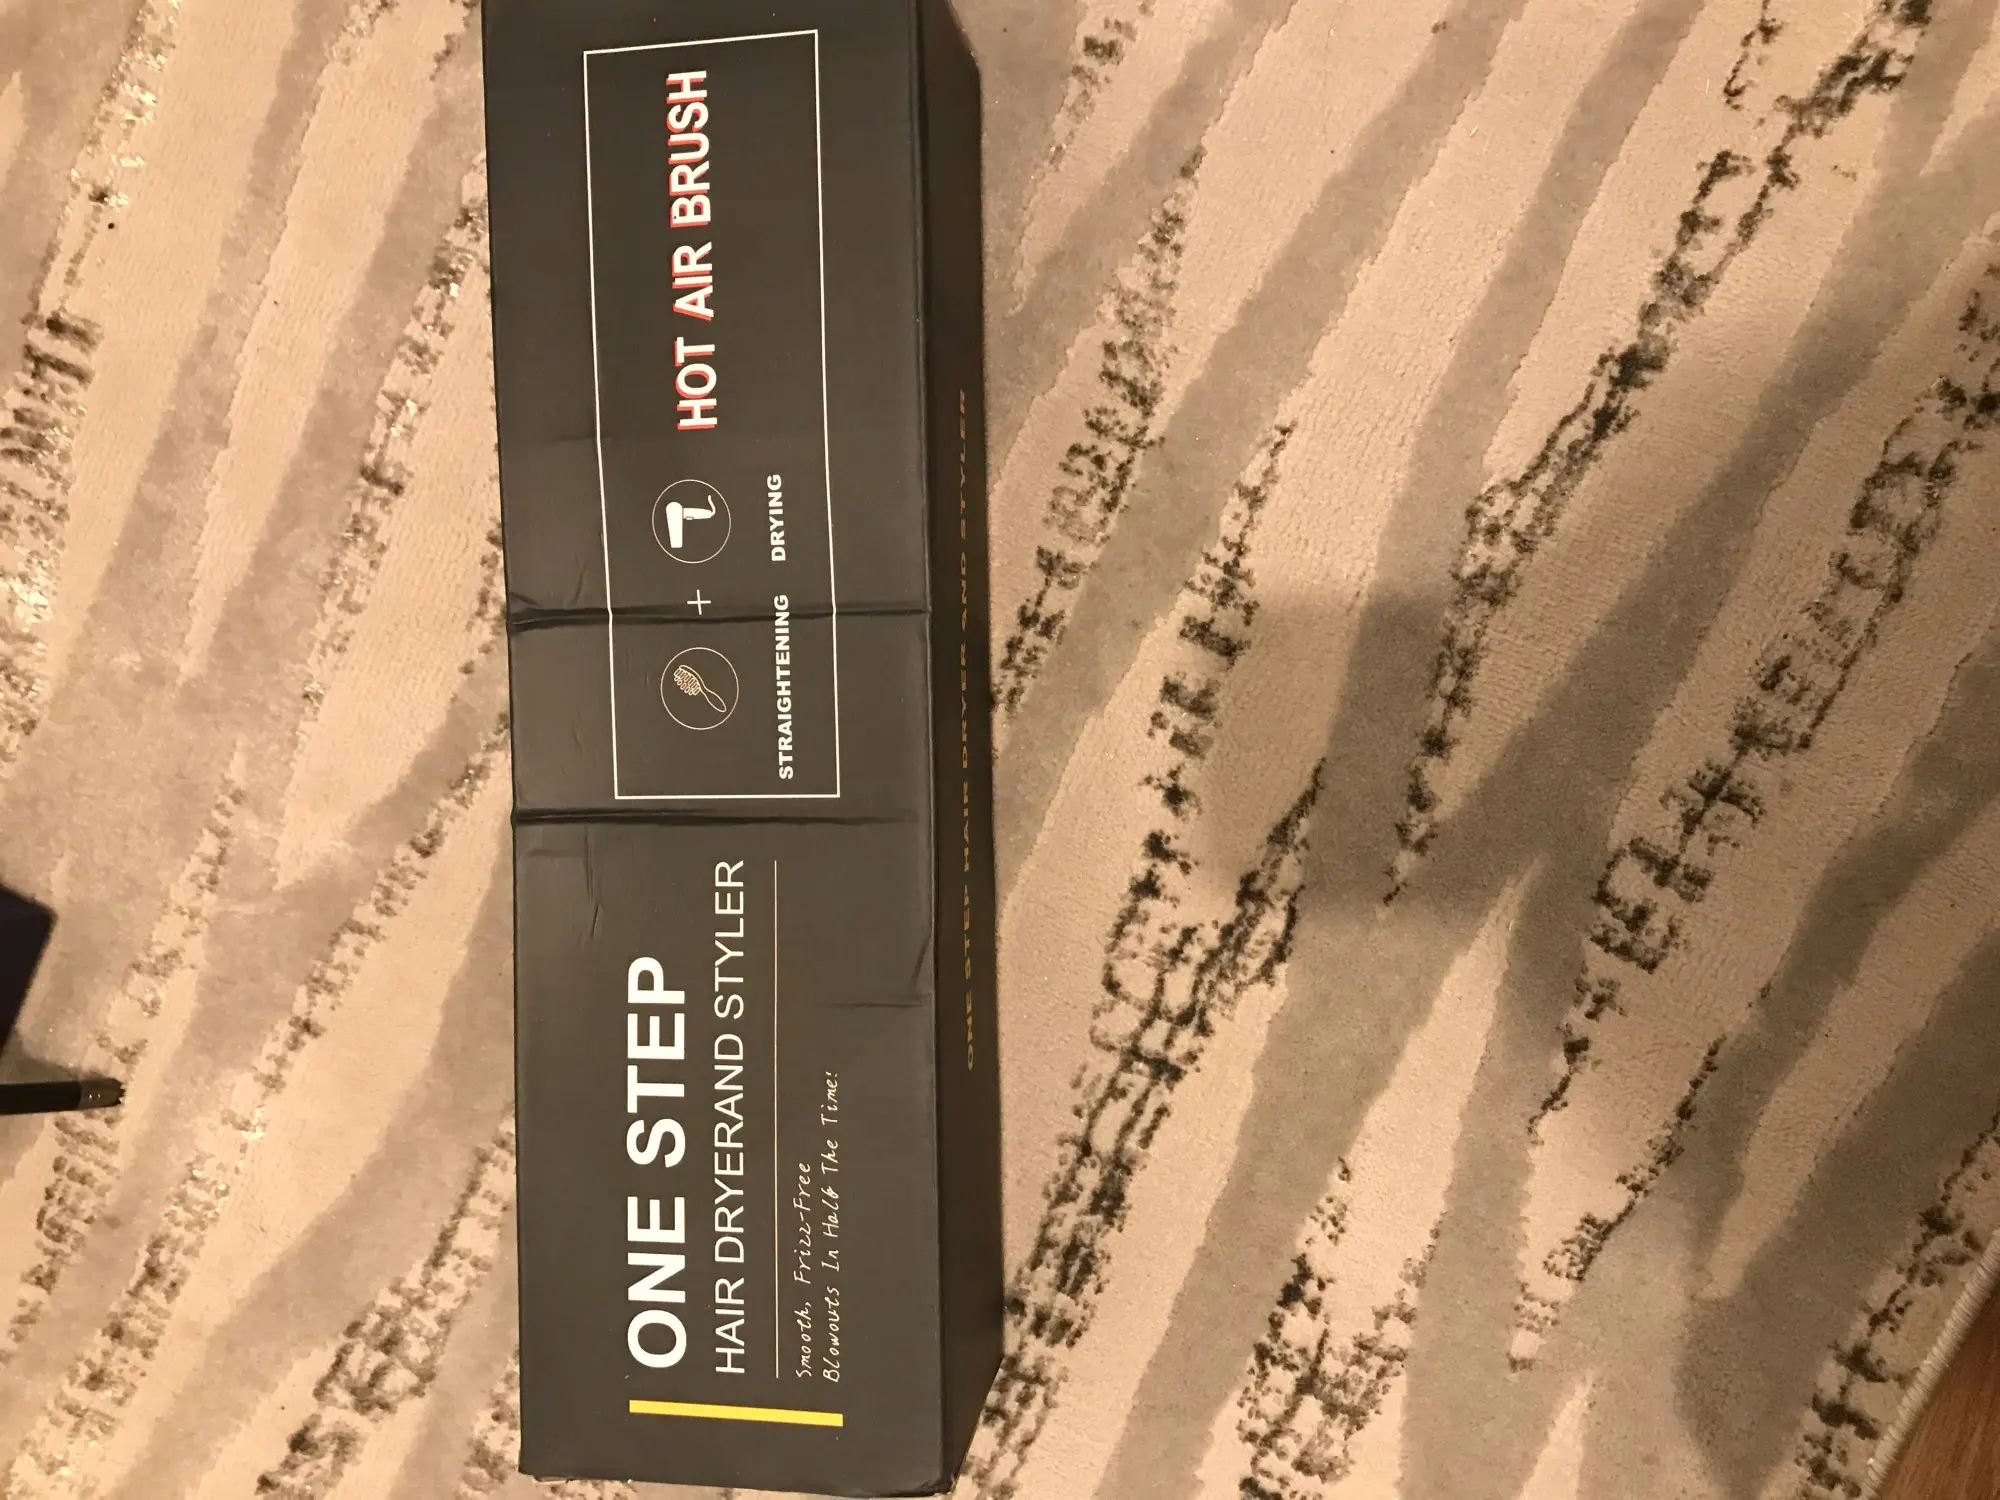 ONE STEP
HAIR DRYERAND STYLER
Smooth, Frizz-Free
Blowouts In Half The Time!
STRAIGHTENING DRYING
HOT AIR BRUSH
ONE STEP HAIR DRYER AND STYLER